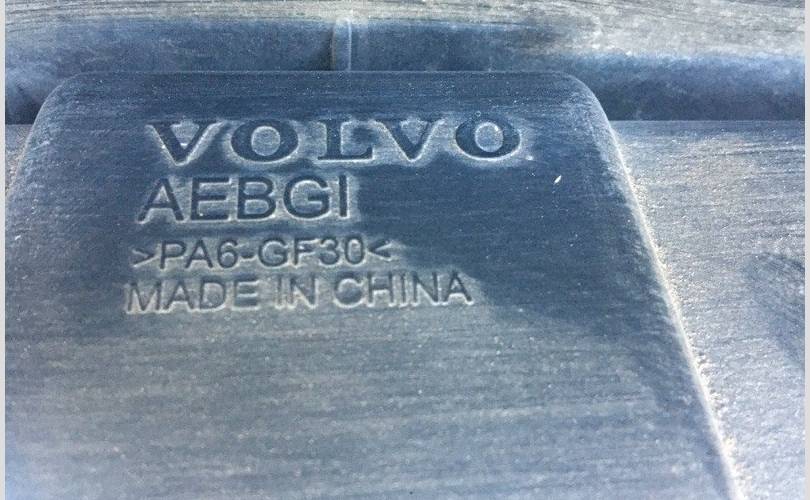 VOLVO
AEBGI
>PA6-GF30<
MADE IN CHINA